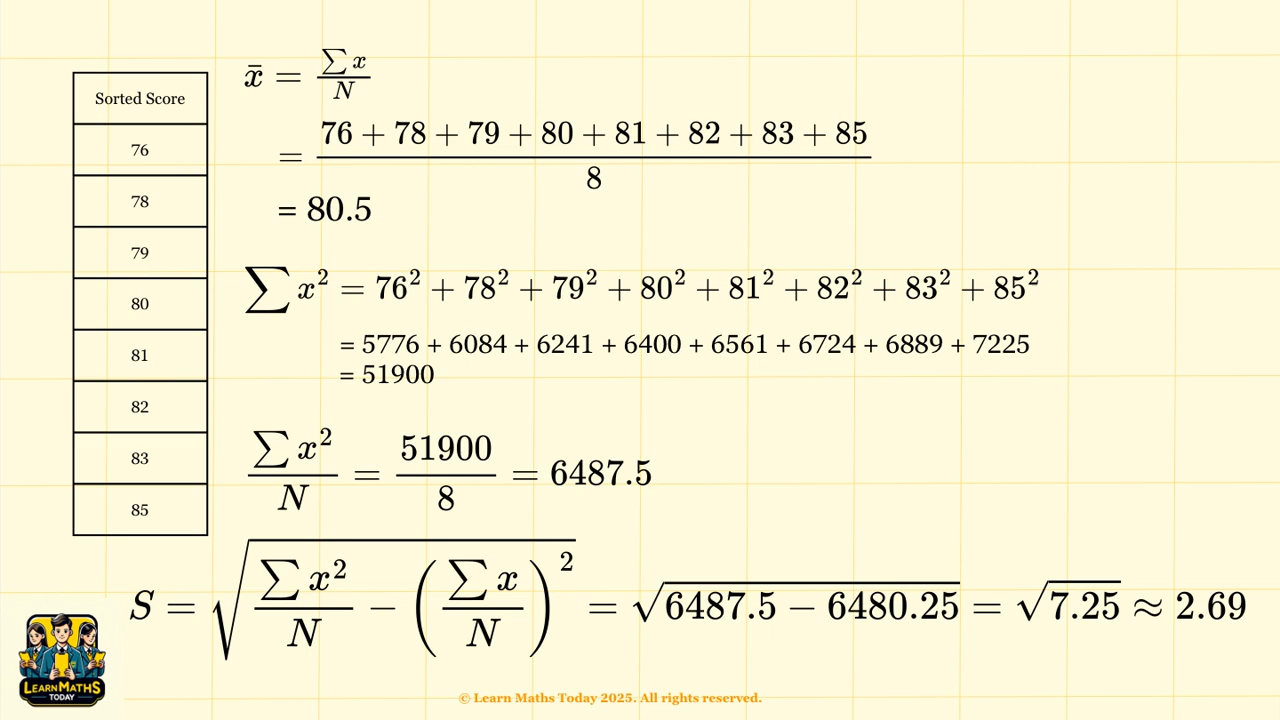 Sorted Score
76
78
79
80
81
82
83
85
x̄ = ∑x / N
= (76 + 78 + 79 + 80 + 81 + 82 + 83 + 85) / 8
= 80.5
∑x² = 76² + 78² + 79² + 80² + 81² + 82² + 83² + 85²
= 5776 + 6084 + 6241 + 6400 + 6561 + 6724 + 6889 + 7225
= 51900
∑x² / N = 51900 / 8 = 6487.5
S = √(∑x² / N − (∑x / N)²) = √(6487.5 − 6480.25) = √7.25 ≈ 2.69
LEARNMATHS
TODAY
© Learn Maths Today 2025. All rights reserved.